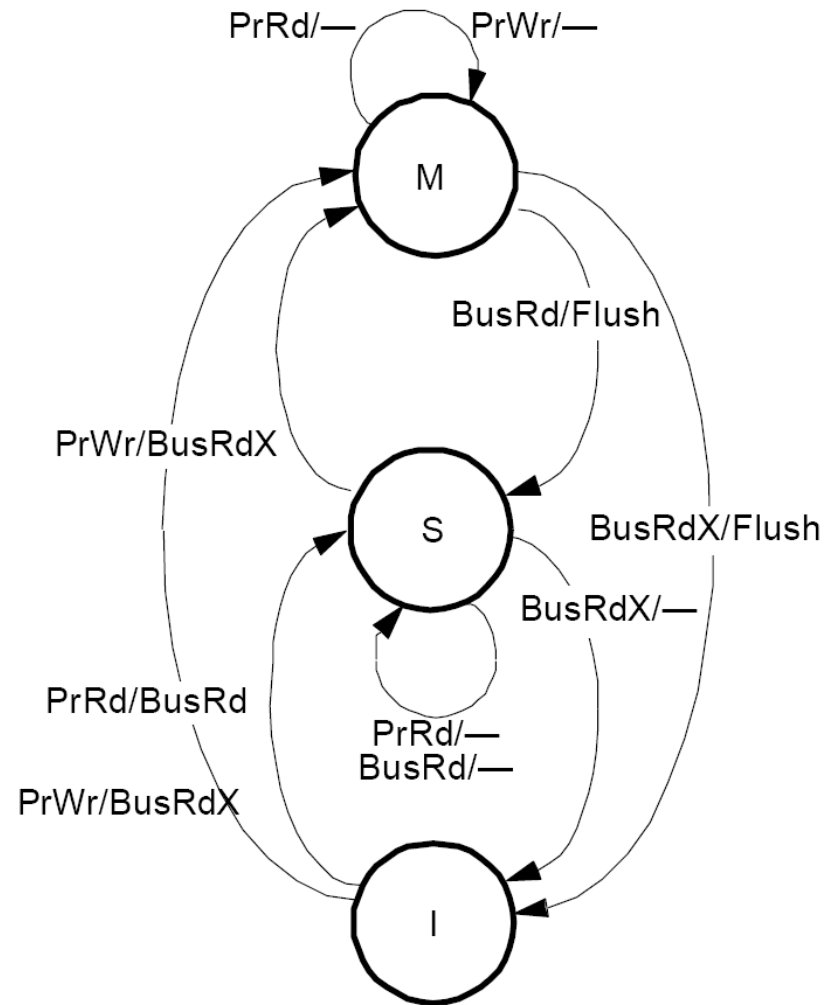 PrRd/— PrWr/—
M
BusRd/Flush
PrWr/BusRdX
S
BusRdX/Flush
BusRdX/—
PrRd/BusRd
PrRd/—
BusRd/—
PrWr/BusRdX
I